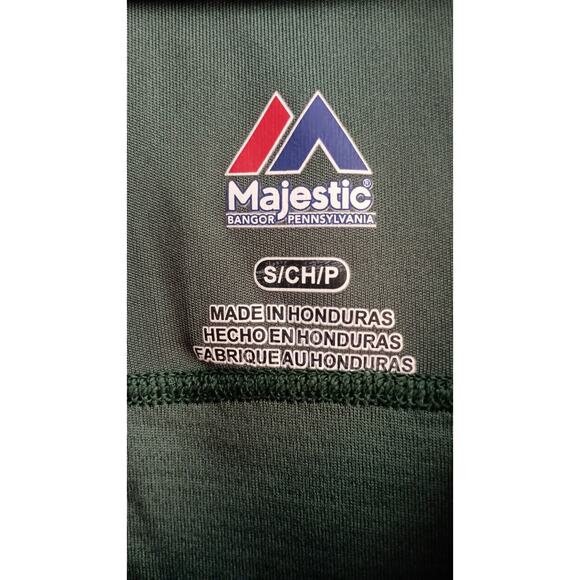 Majestic®
BANGOR PENNSYLVANIA
S/CH/P
MADE IN HONDURAS
HECHO EN HONDURAS
FABRIQUE AU HONDURAS